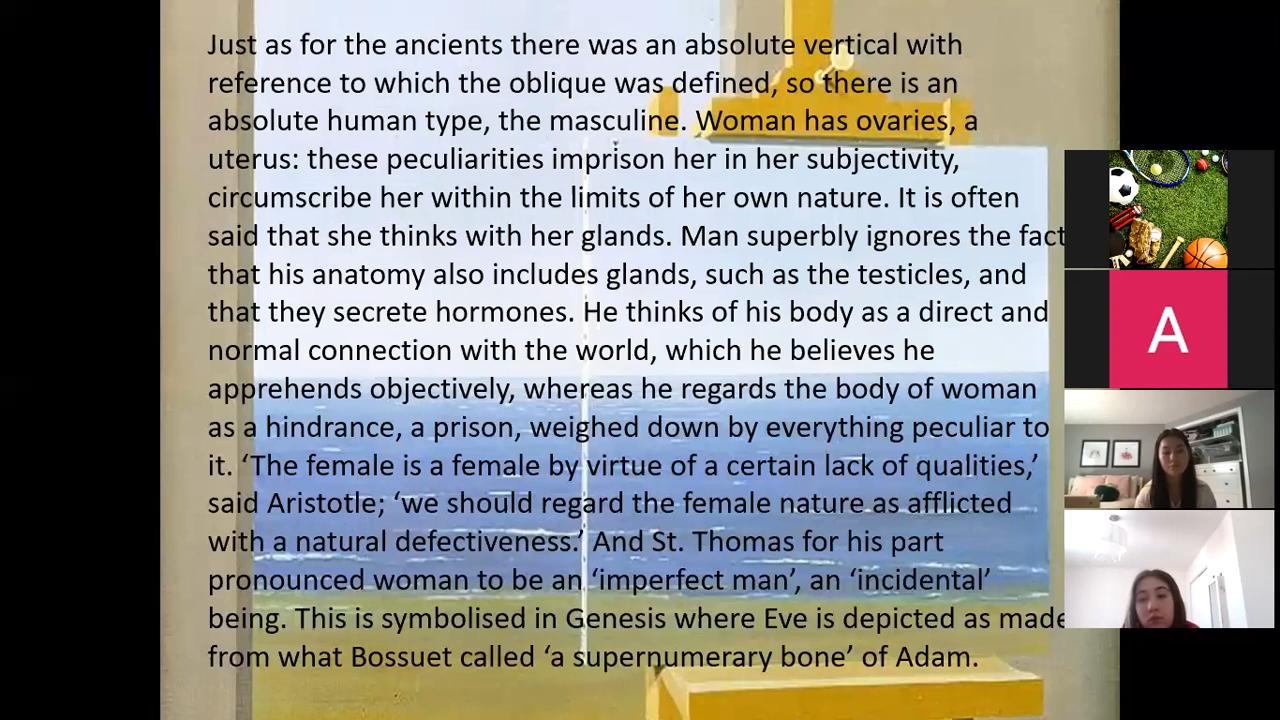 Just as for the ancients there was an absolute vertical with
reference to which the oblique was defined, so there is an
absolute human type, the masculine. Woman has ovaries, a
uterus: these peculiarities imprison her in her subjectivity,
circumscribe her within the limits of her own nature. It is often
said that she thinks with her glands. Man superbly ignores the fact
that his anatomy also includes glands, such as the testicles, and
that they secrete hormones. He thinks of his body as a direct and
normal connection with the world, which he believes he
apprehends objectively, whereas he regards the body of woman
as a hindrance, a prison, weighed down by everything peculiar to
it. ‘The female is a female by virtue of a certain lack of qualities,’
said Aristotle; ‘we should regard the female nature as afflicted
with a natural defectiveness.’ And St. Thomas for his part
pronounced woman to be an ‘imperfect man’, an ‘incidental’
being. This is symbolised in Genesis where Eve is depicted as made
from what Bossuet called ‘a supernumerary bone’ of Adam.
A